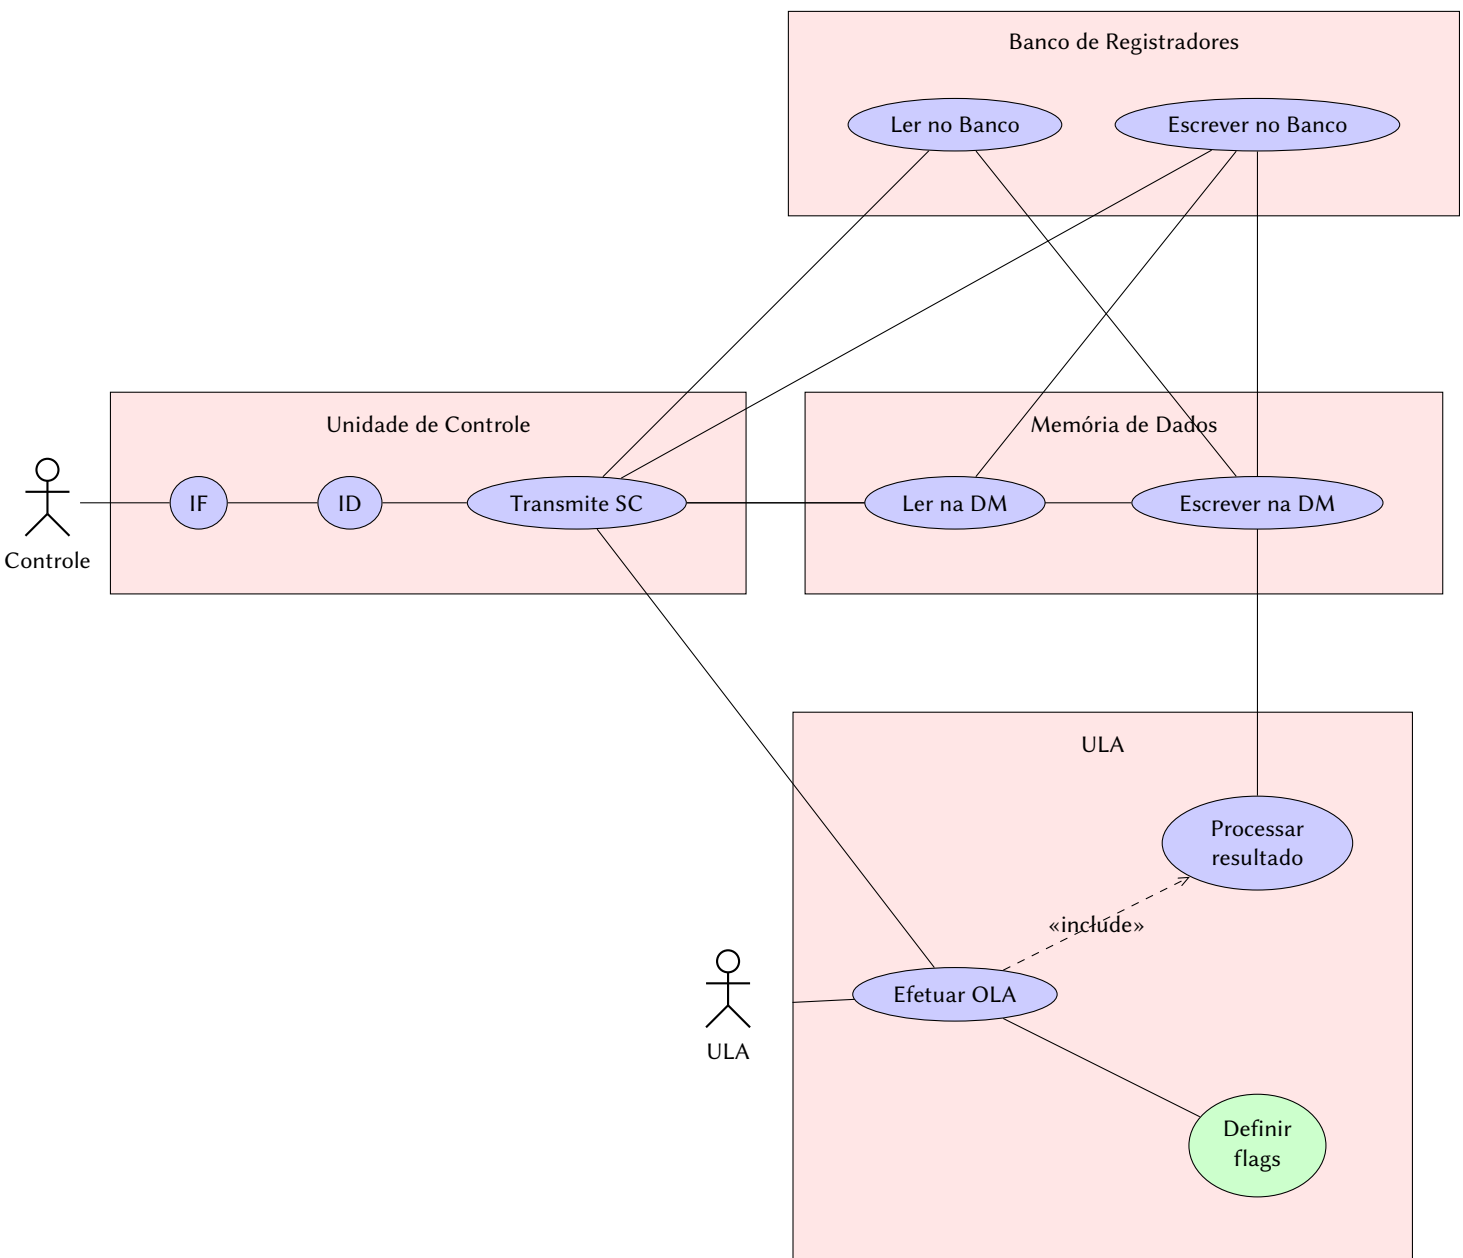 Banco de Registradores
Ler no Banco
Escrever no Banco
Unidade de Controle
Memória de Dados
IF
ID
Transmite SC
Ler na DM
Escrever na DM
Controle
ULA
Processar
resultado
«include»
Efetuar OLA
ULA
Definir
flags